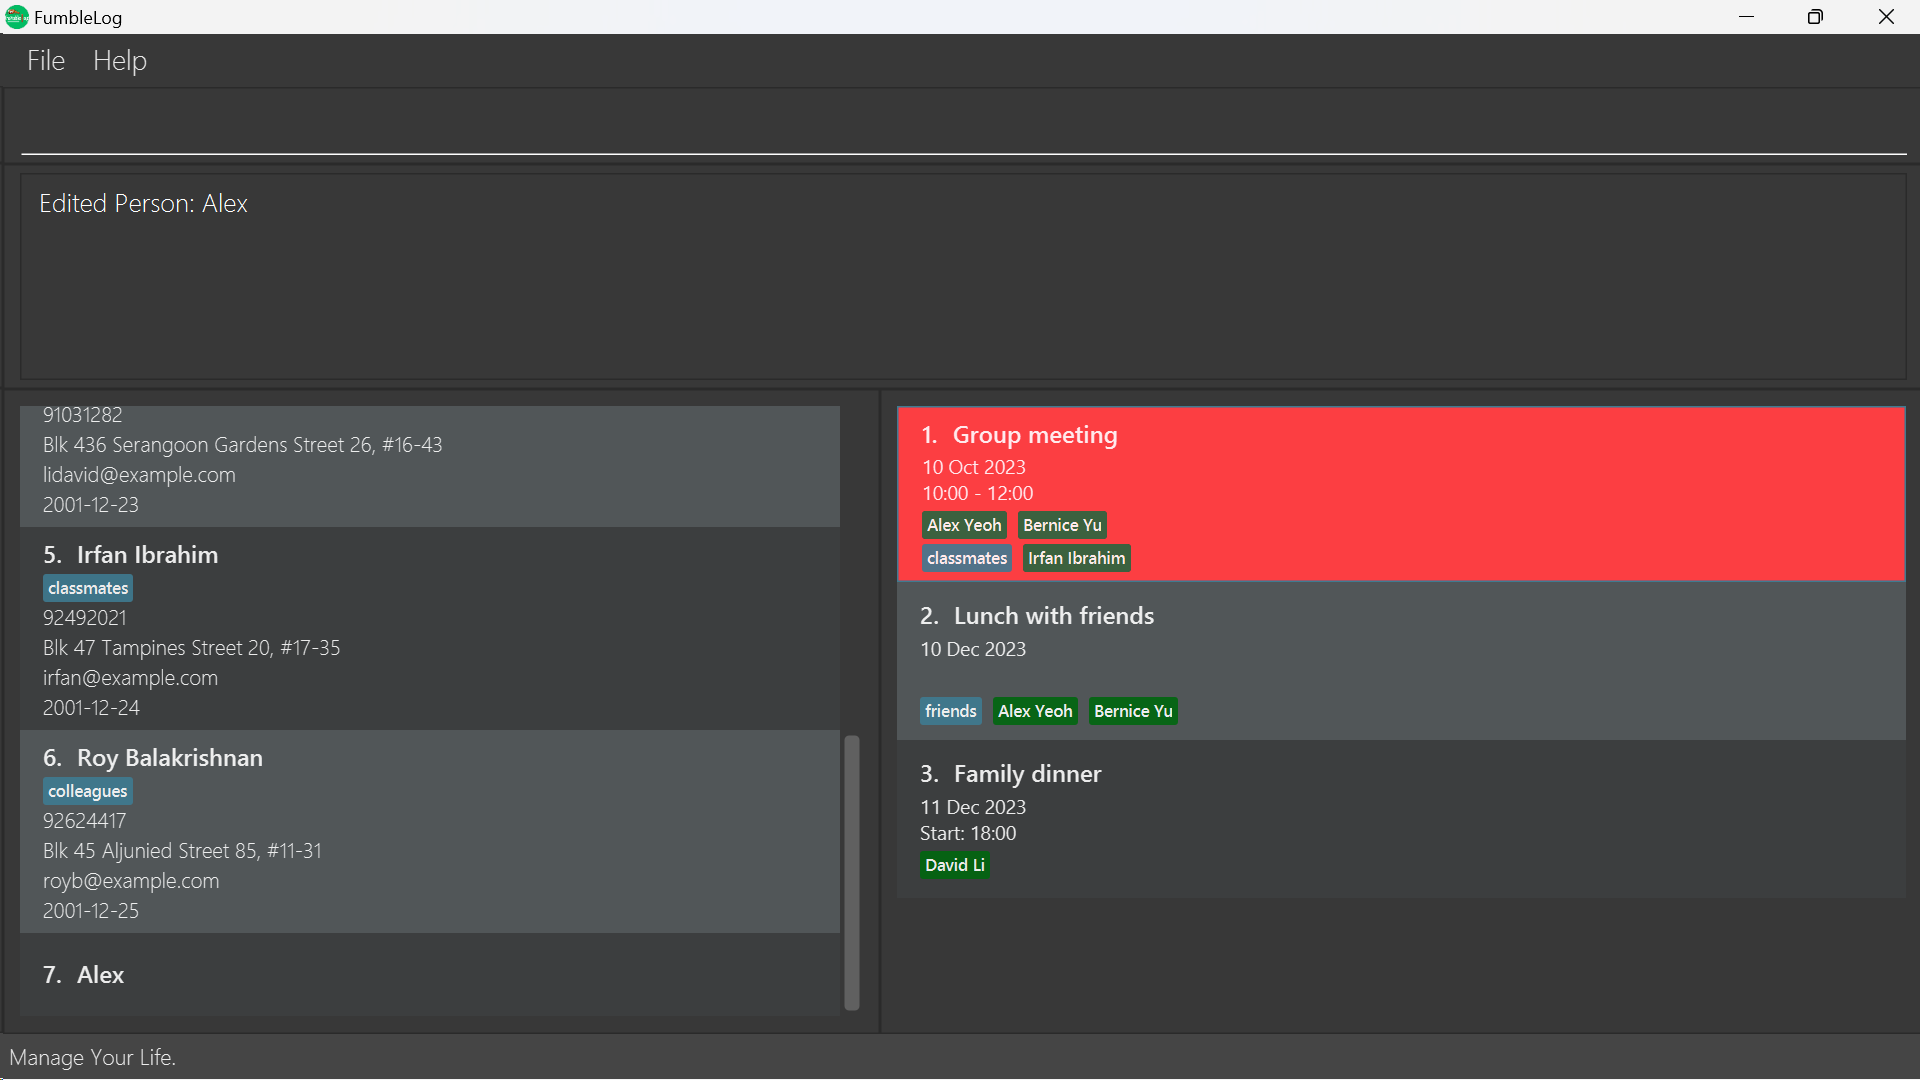 FumbleLog
File Help
Edited Person: Alex
91031282
Blk 436 Serangoon Gardens Street 26, #16-43
lidavid@example.com
2001-12-23
5. Irfan Ibrahim
classmates
92492021
Blk 47 Tampines Street 20, #17-35
irfan@example.com
2001-12-24
6. Roy Balakrishnan
colleagues
92624417
Blk 45 Aljunied Street 85, #11-31
royb@example.com
2001-12-25
7. Alex
1. Group meeting
10 Oct 2023
10:00 - 12:00
Alex Yeoh Bernice Yu
classmates Irfan Ibrahim
2. Lunch with friends
10 Dec 2023
friends Alex Yeoh Bernice Yu
3. Family dinner
11 Dec 2023
Start: 18:00
David Li
Manage Your Life.